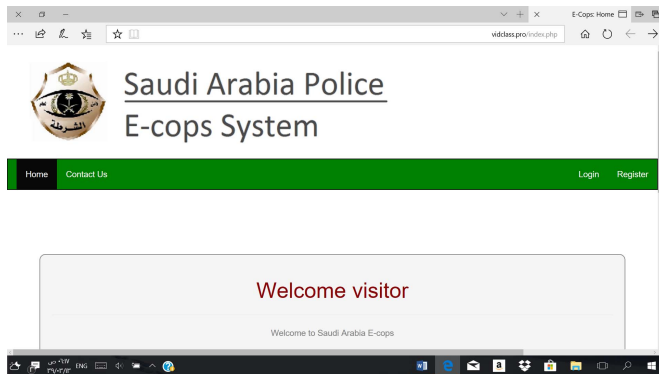 E-Cops: Home
vidclass.pro/index.php
الشرطة
Saudi Arabia Police
E-cops System
Home Contact Us Login Register
Welcome visitor
Welcome to Saudi Arabia E-cops
ENG